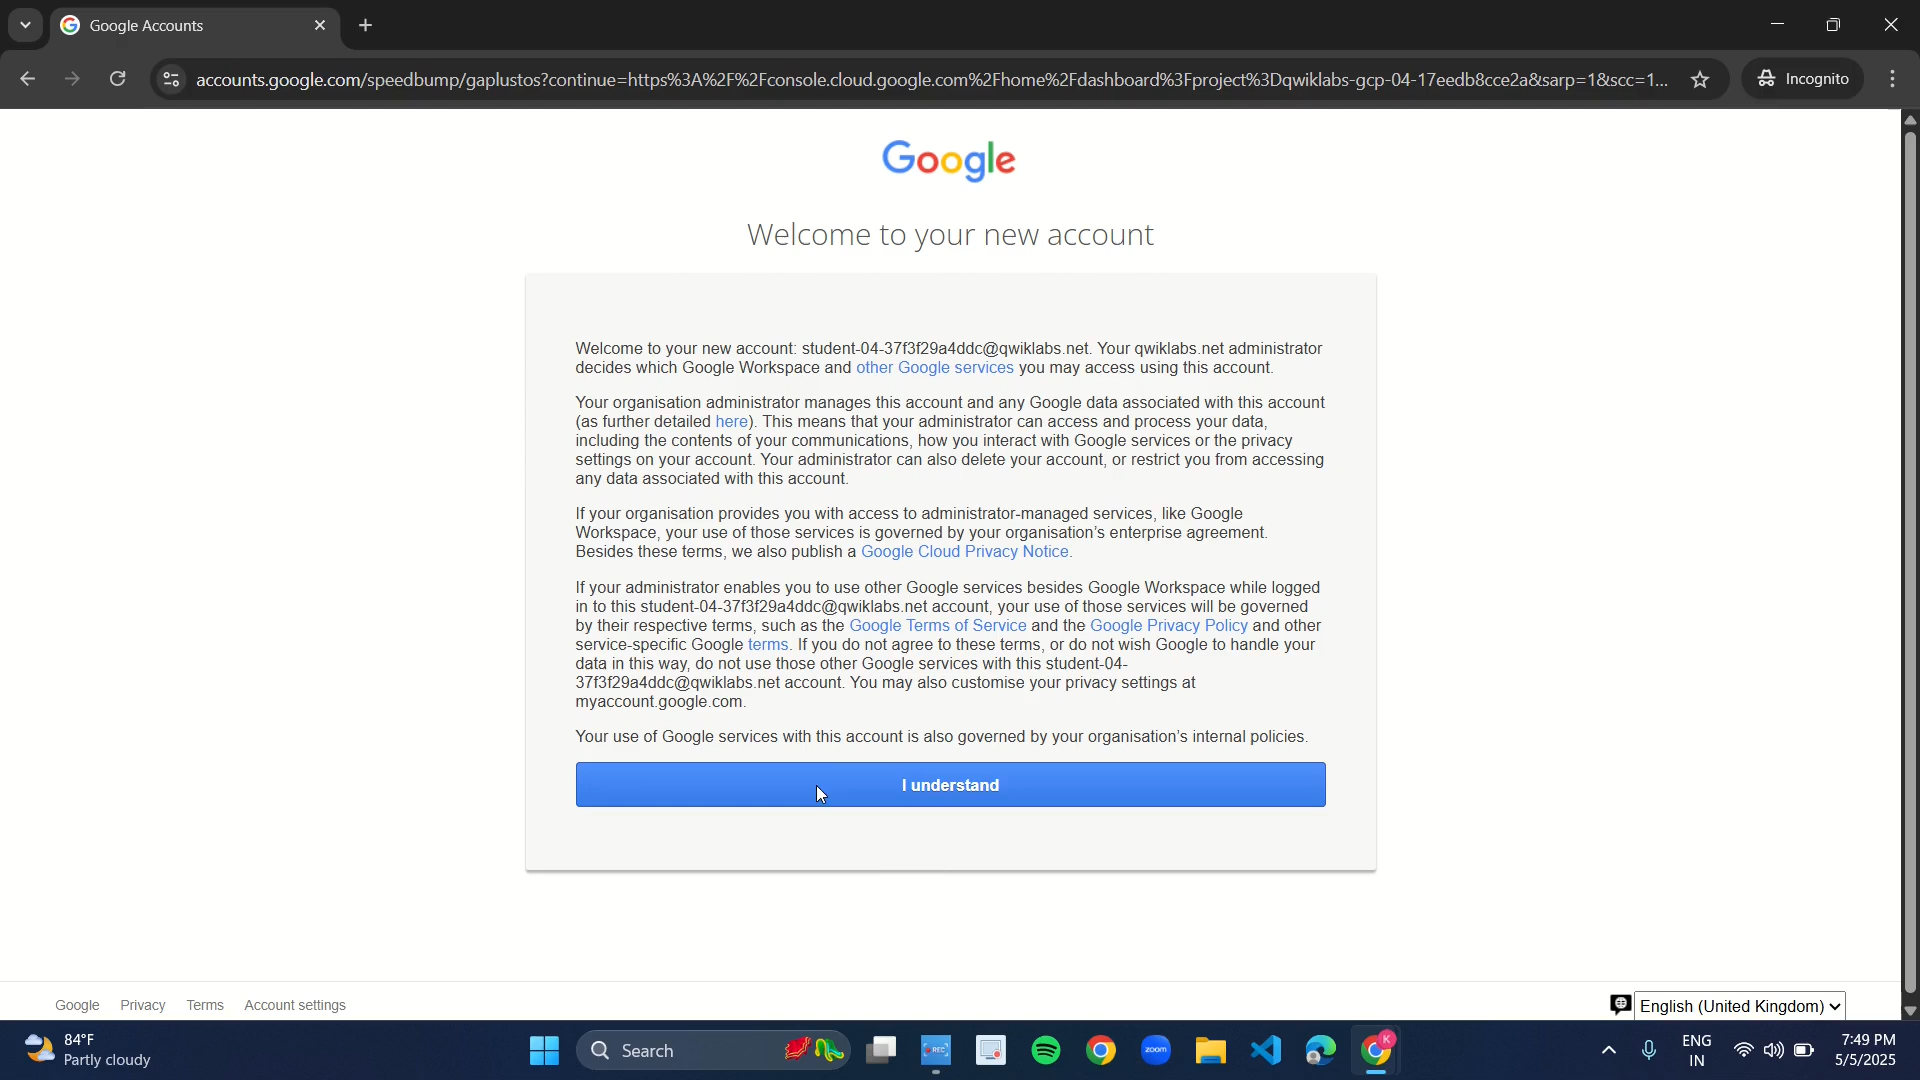 Google Accounts
accounts.google.com/speedbump/gaplustos?continue=https%3A%2F%2Fconsole.cloud.google.com%2Fhome%2Fdashboard%3Fproject%3Dqwiklabs-gcp-04-17eedb8cce2a&sarp=1&scc=1...
Incognito
Google
Welcome to your new account
Welcome to your new account: student-04-37f3f29a4ddc@qwiklabs.net. Your qwiklabs.net administrator
decides which Google Workspace and other Google services you may access using this account.
Your organisation administrator manages this account and any Google data associated with this account
(as further detailed here). This means that your administrator can access and process your data,
including the contents of your communications, how you interact with Google services or the privacy
settings on your account. Your administrator can also delete your account, or restrict you from accessing
any data associated with this account.
If your organisation provides you with access to administrator-managed services, like Google
Workspace, your use of those services is governed by your organisation's enterprise agreement.
Besides these terms, we also publish a Google Cloud Privacy Notice.
If your administrator enables you to use other Google services besides Google Workspace while logged
in to this student-04-37f3f29a4ddc@qwiklabs.net account, your use of those services will be governed
by their respective terms, such as the Google Terms of Service and the Google Privacy Policy and other
service-specific Google terms. If you do not agree to these terms, or do not wish Google to handle your
data in this way, do not use those other Google services with this student-04-
37f3f29a4ddc@qwiklabs.net account. You may also customise your privacy settings at
myaccount.google.com.
Your use of Google services with this account is also governed by your organisation's internal policies.
I understand
Google Privacy Terms Account settings
English (United Kingdom)
84°F
Partly cloudy
Search
REC
zoom
K
ENG
IN
7:49 PM
5/5/2025